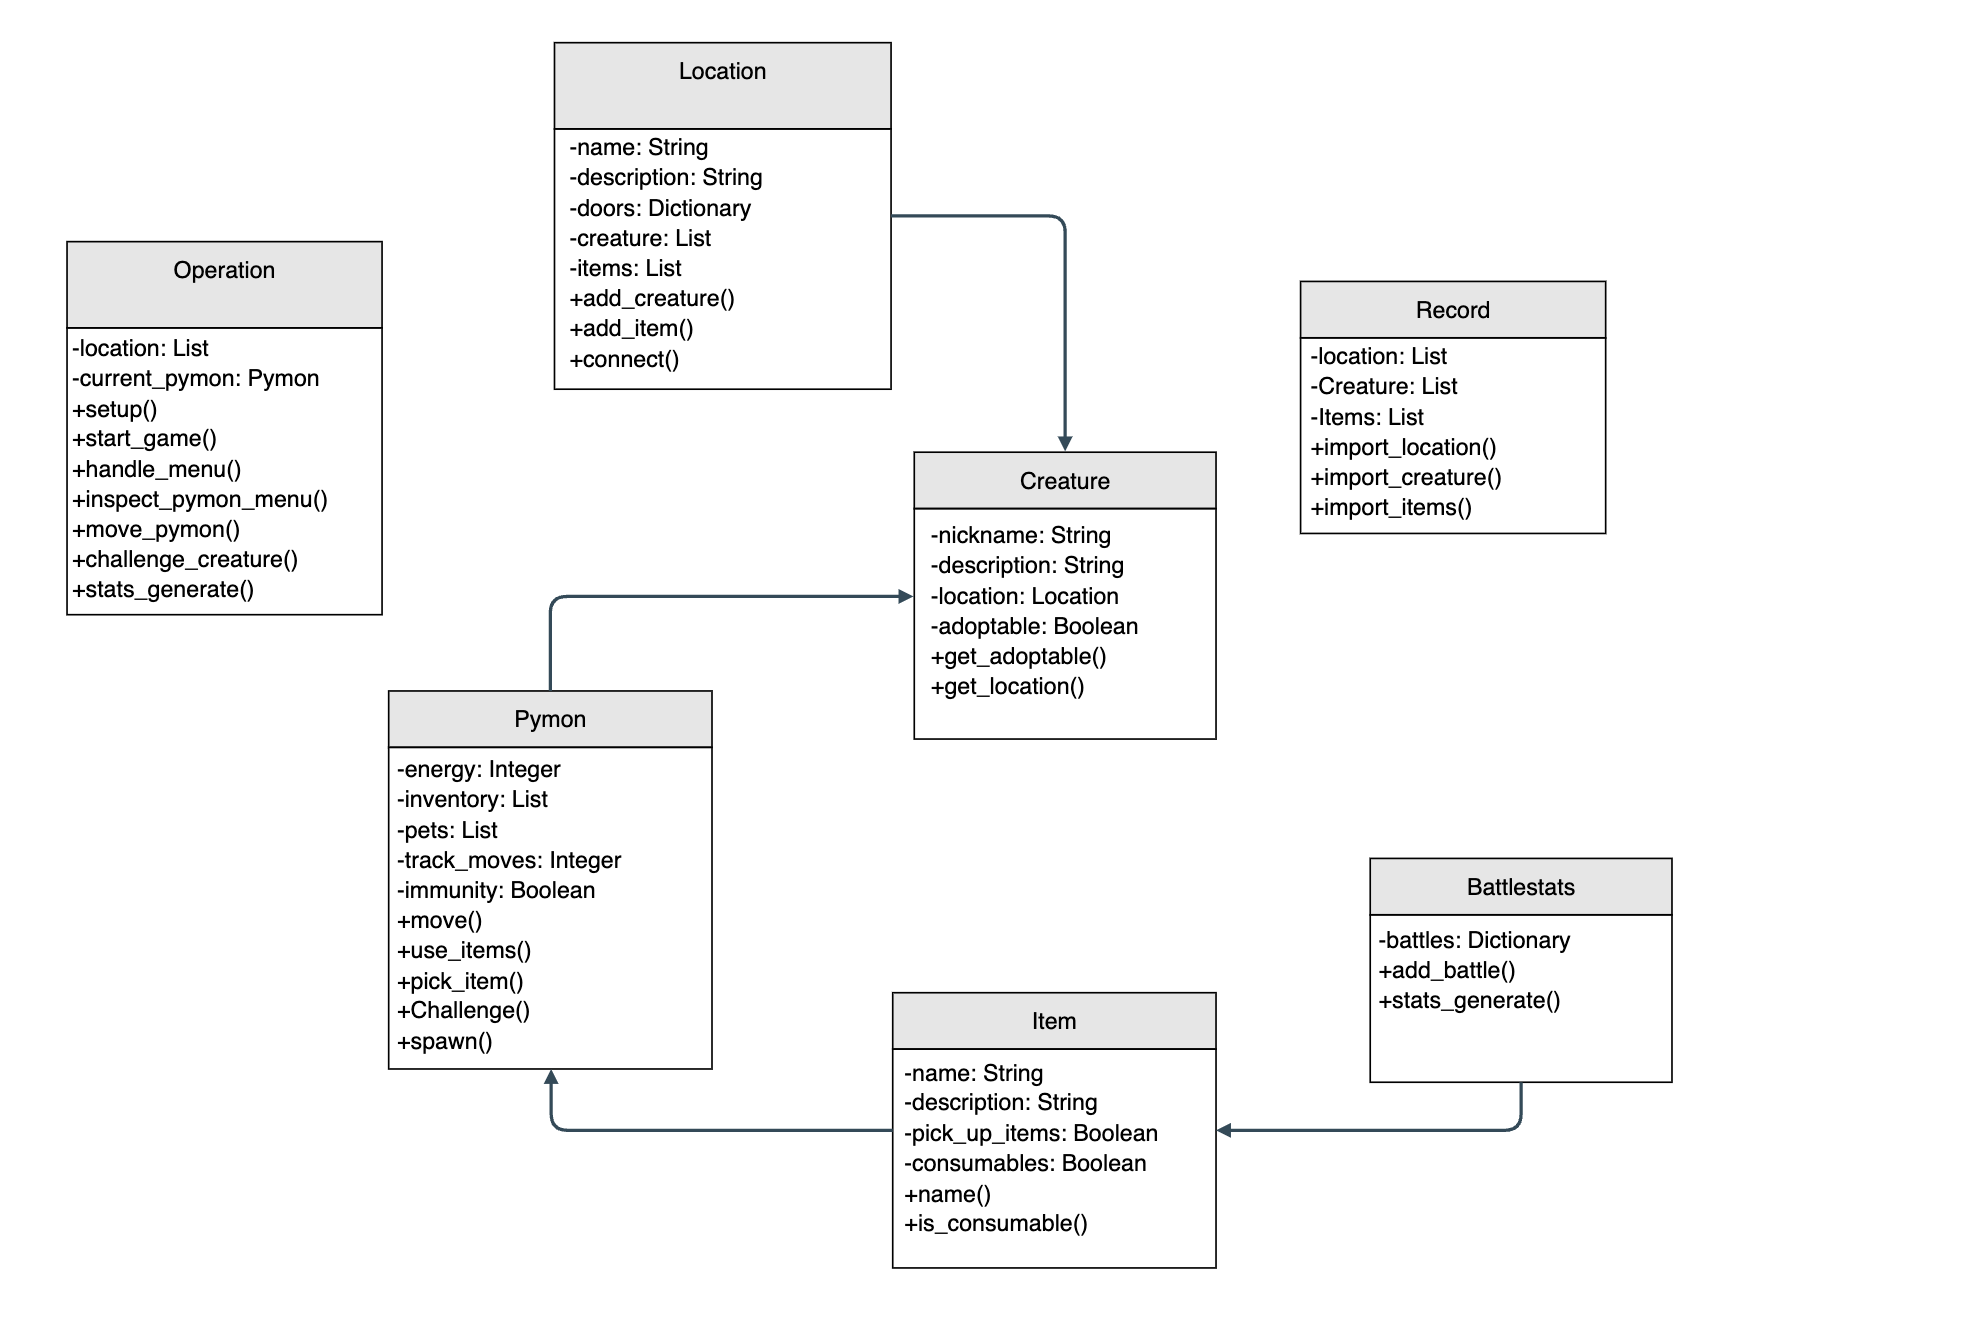 Location
-name: String
-description: String
-doors: Dictionary
-creature: List
-items: List
+add_creature()
+add_item()
+connect()
Operation
-location: List
-current_pymon: Pymon
+setup()
+start_game()
+handle_menu()
+inspect_pymon_menu()
+move_pymon()
+challenge_creature()
+stats_generate()
Record
-location: List
-Creature: List
-Items: List
+import_location()
+import_creature()
+import_items()
Creature
-nickname: String
-description: String
-location: Location
-adoptable: Boolean
+get_adoptable()
+get_location()
Pymon
-energy: Integer
-inventory: List
-pets: List
-track_moves: Integer
-immunity: Boolean
+move()
+use_items()
+pick_item()
+Challenge()
+spawn()
Battlestats
-battles: Dictionary
+add_battle()
+stats_generate()
Item
-name: String
-description: String
-pick_up_items: Boolean
-consumables: Boolean
+name()
+is_consumable()